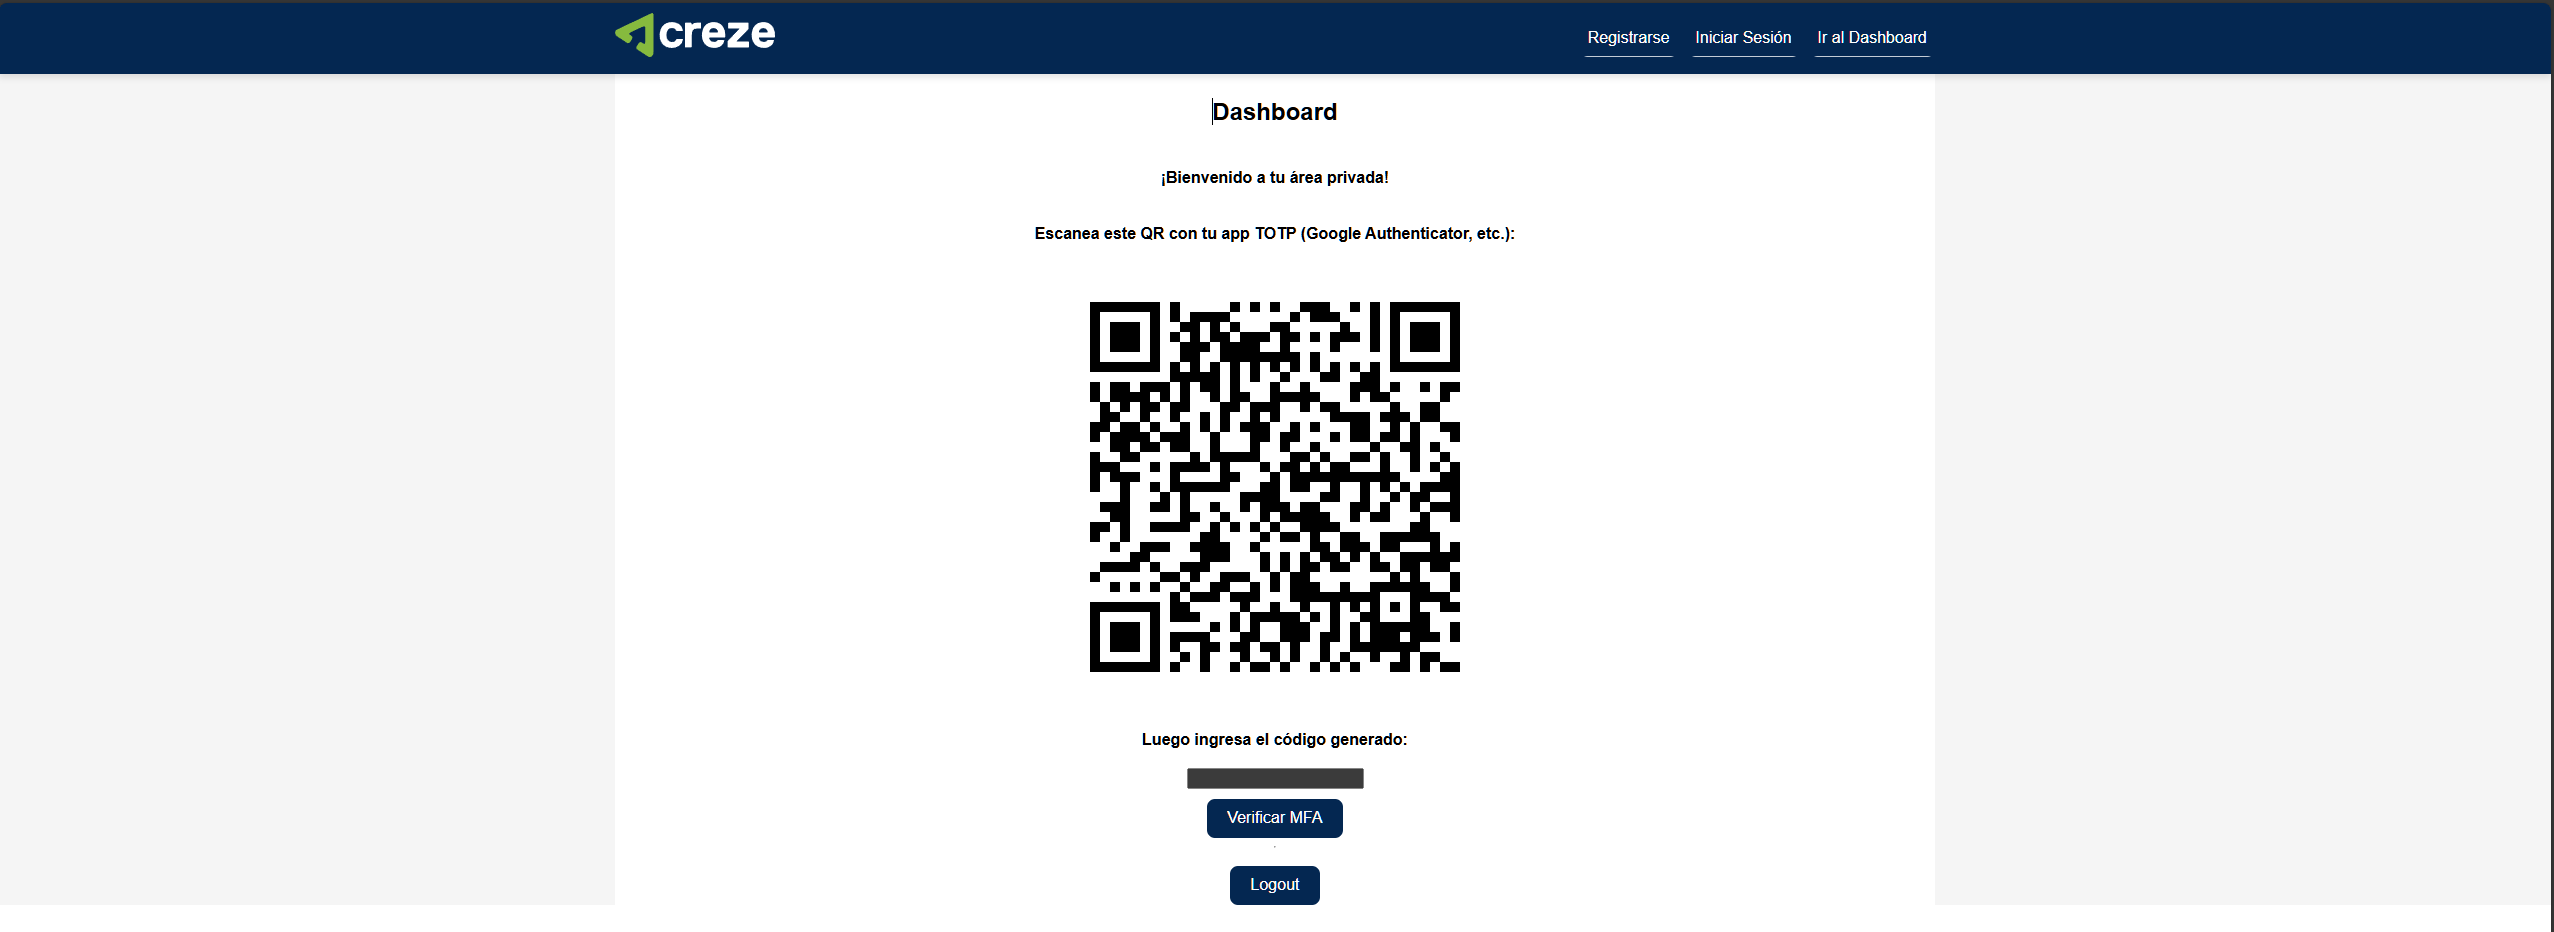 creze
Registrarse Iniciar Sesión Ir al Dashboard
Dashboard
¡Bienvenido a tu área privada!
Escanea este QR con tu app TOTP (Google Authenticator, etc.):
Luego ingresa el código generado:
Verificar MFA
Logout